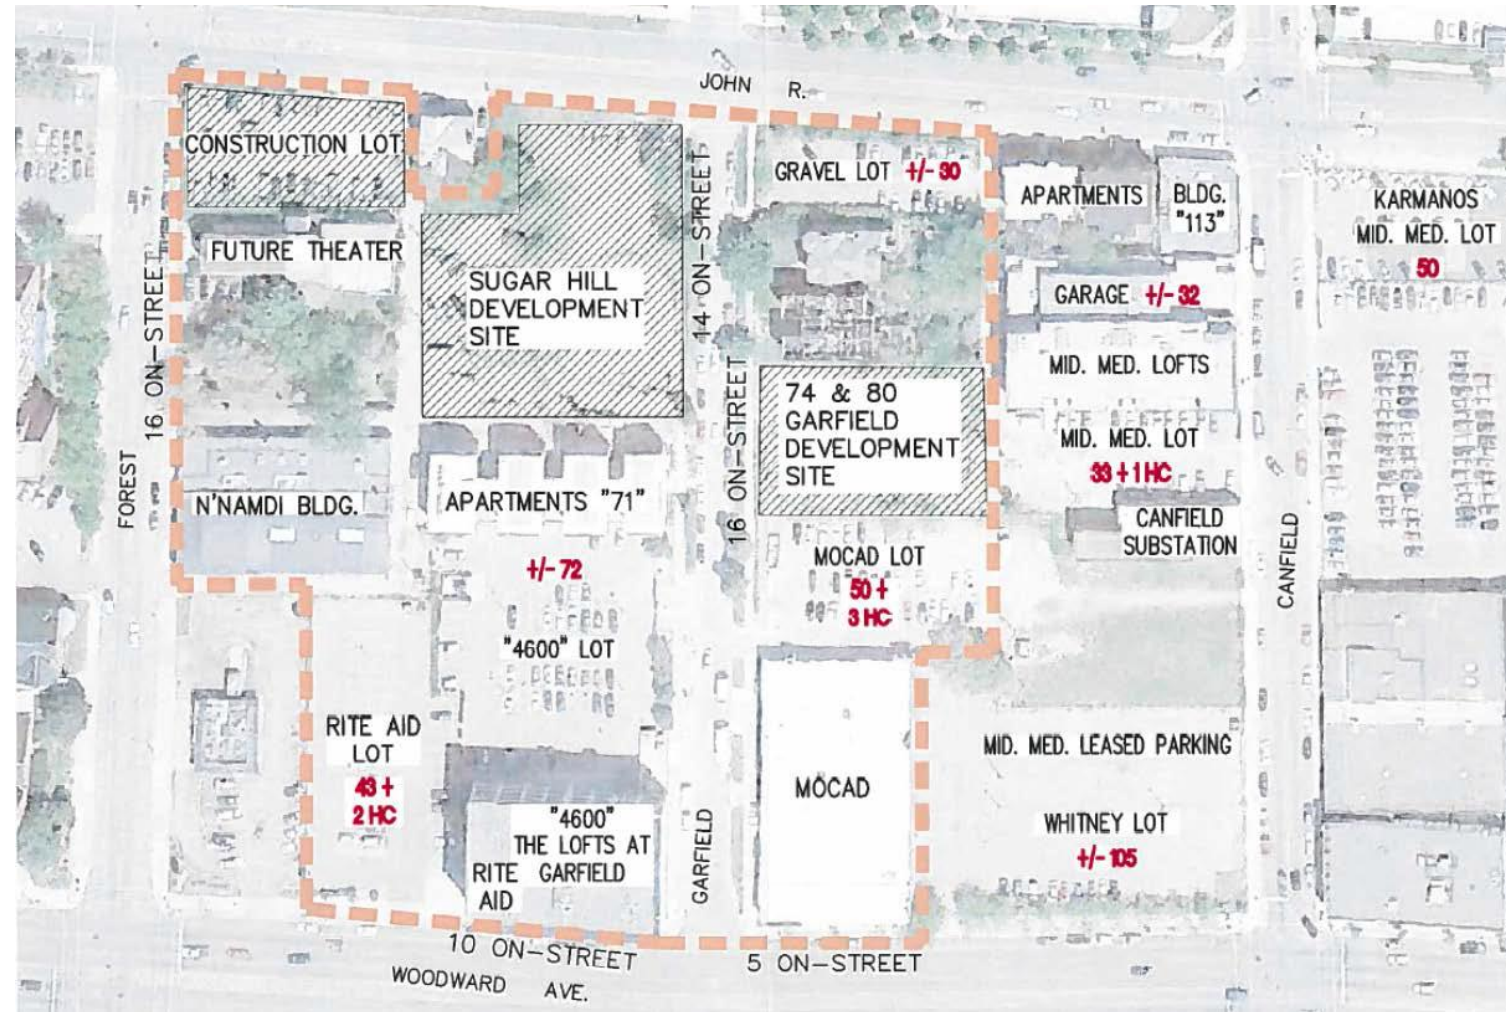 JOHN R.
CONSTRUCTION LOT
FUTURE THEATER
16 ON-STREET
FOREST
N'NAMDI BLDG.
SUGAR HILL
DEVELOPMENT
SITE
14 ON-STREET
16 ON-STREET
GRAVEL LOT +/- 30
74 & 80
GARFIELD
DEVELOPMENT
SITE
APARTMENTS
BLDG.
"113"
GARAGE +/- 32
MID. MED. LOFTS
MID. MED. LOT
33 + 1 HC
CANFIELD
SUBSTATION
KARMANOS
MID. MED. LOT
50
CANFIELD
APARTMENTS "71"
+/- 72
"4600" LOT
MOCAD LOT
50 +
3 HC
RITE AID
LOT
43 +
2 HC
"4600"
THE LOFTS AT
GARFIELD
RITE
AID
GARFIELD
MOCAD
MID. MED. LEASED PARKING
WHITNEY LOT
+/- 105
10 ON-STREET
5 ON-STREET
WOODWARD AVE.